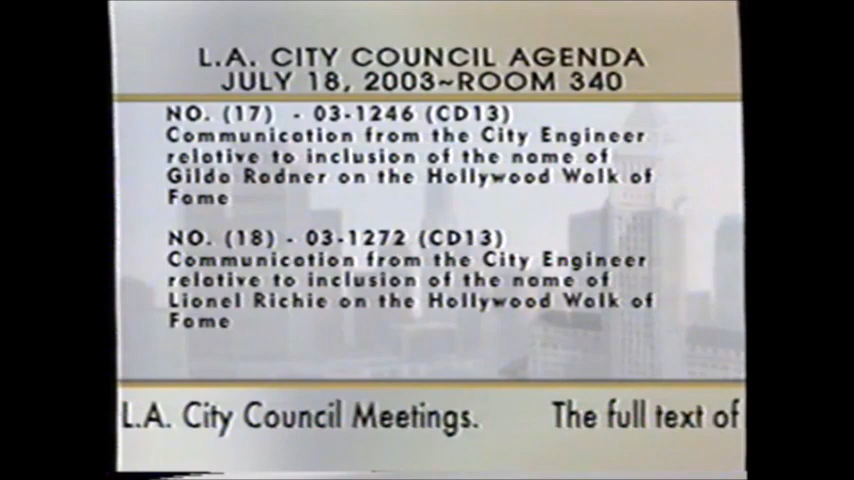 L.A. CITY COUNCIL AGENDA
JULY 18, 2003~ROOM 340
NO. (17) - 03-1246 (CD13)
Communication from the City Engineer
relative to inclusion of the name of
Gilda Radner on the Hollywood Walk of
Fame
NO. (18) - 03-1272 (CD13)
Communication from the City Engineer
relative to inclusion of the name of
Lionel Richie on the Hollywood Walk of
Fame
L.A. City Council Meetings. The full text of